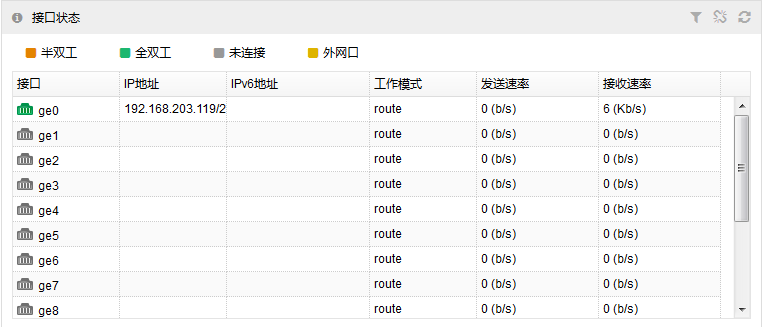 接口状态
半双工 全双工 未连接 外网口
接口 IP地址 IPv6地址 工作模式 发送速率 接收速率
ge0 192.168.203.119/2 route 0 (b/s) 6 (Kb/s)
ge1 route 0 (b/s) 0 (b/s)
ge2 route 0 (b/s) 0 (b/s)
ge3 route 0 (b/s) 0 (b/s)
ge4 route 0 (b/s) 0 (b/s)
ge5 route 0 (b/s) 0 (b/s)
ge6 route 0 (b/s) 0 (b/s)
ge7 route 0 (b/s) 0 (b/s)
ge8 route 0 (b/s) 0 (b/s)